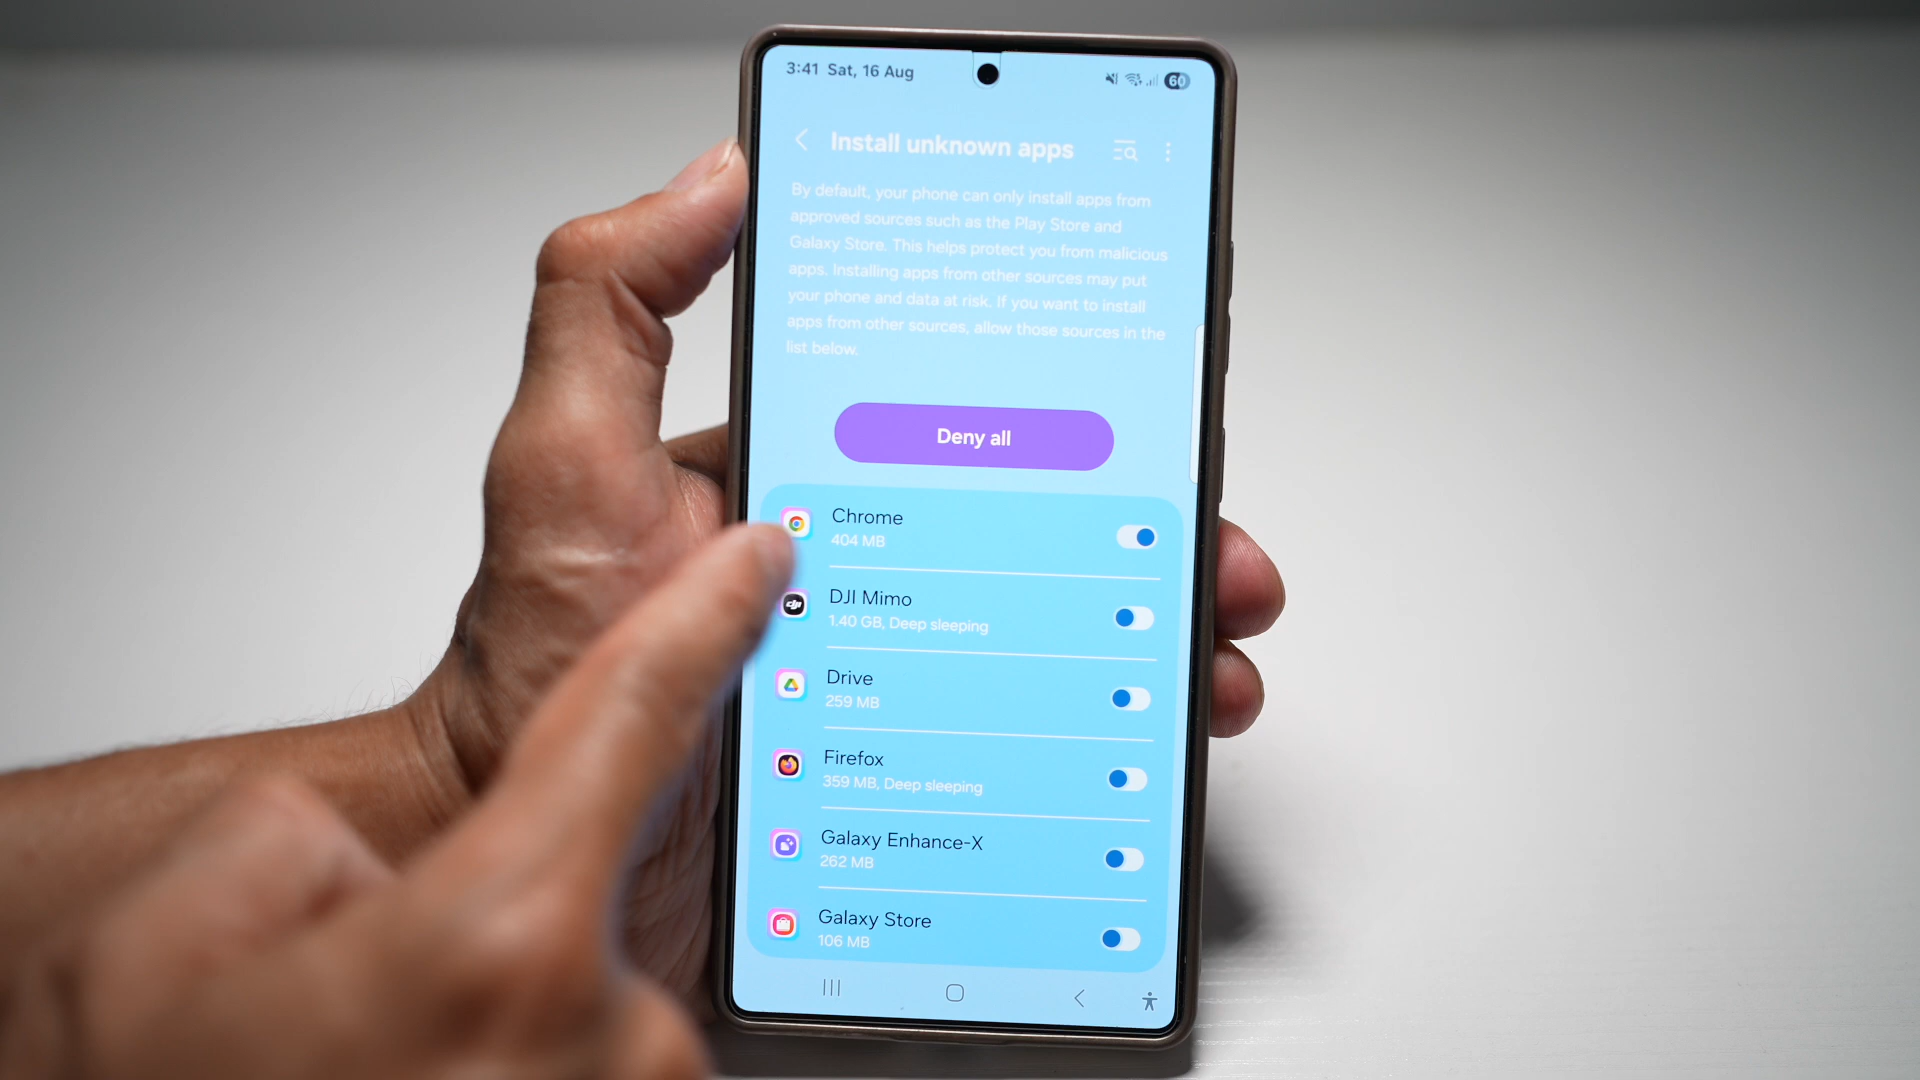 3:41 Sat, 16 Aug
60
Install unknown apps
By default, your phone can only install apps from
approved sources such as the Play Store and
Galaxy Store. This helps protect you from malicious
apps. Installing apps from other sources may put
your phone and data at risk. If you want to install
apps from other sources, allow those sources in the
list below.
Deny all
Chrome
404 MB
DJI Mimo
1.40 GB, Deep sleeping
Drive
259 MB
Firefox
359 MB, Deep sleeping
Galaxy Enhance-X
262 MB
Galaxy Store
106 MB